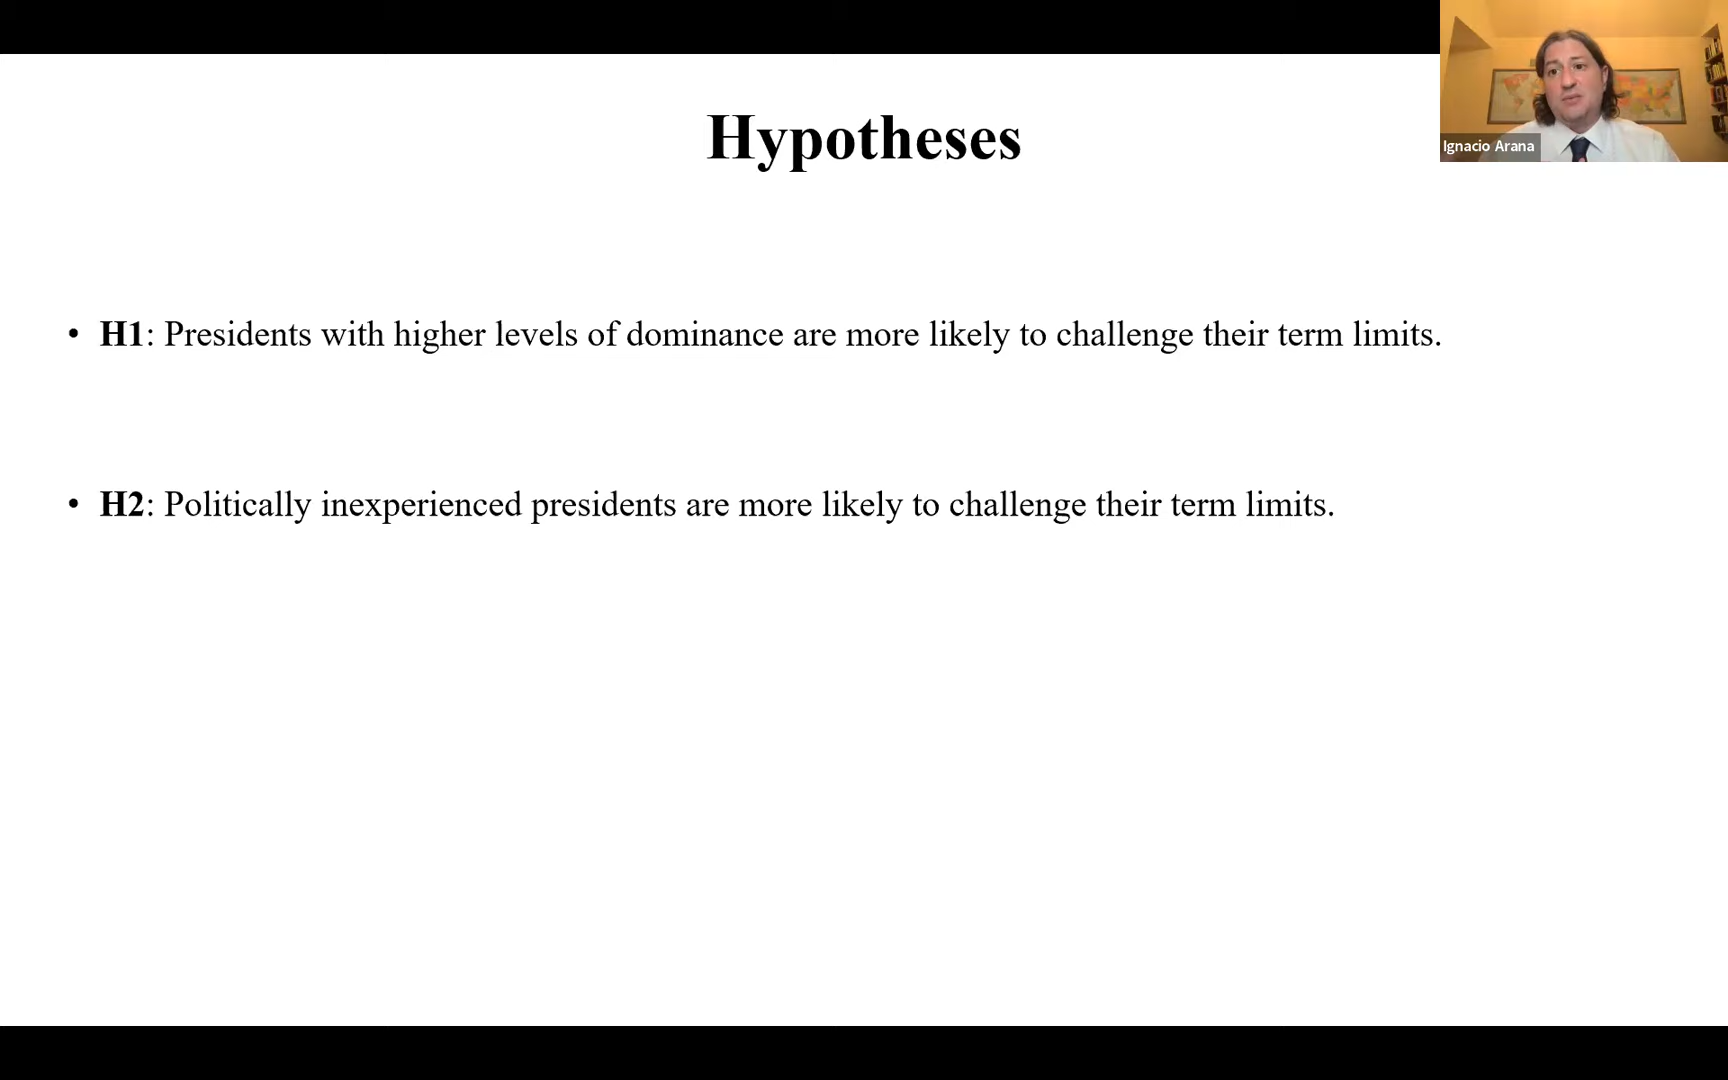 Hypotheses
Ignacio Arana
• H1: Presidents with higher levels of dominance are more likely to challenge their term limits.
• H2: Politically inexperienced presidents are more likely to challenge their term limits.